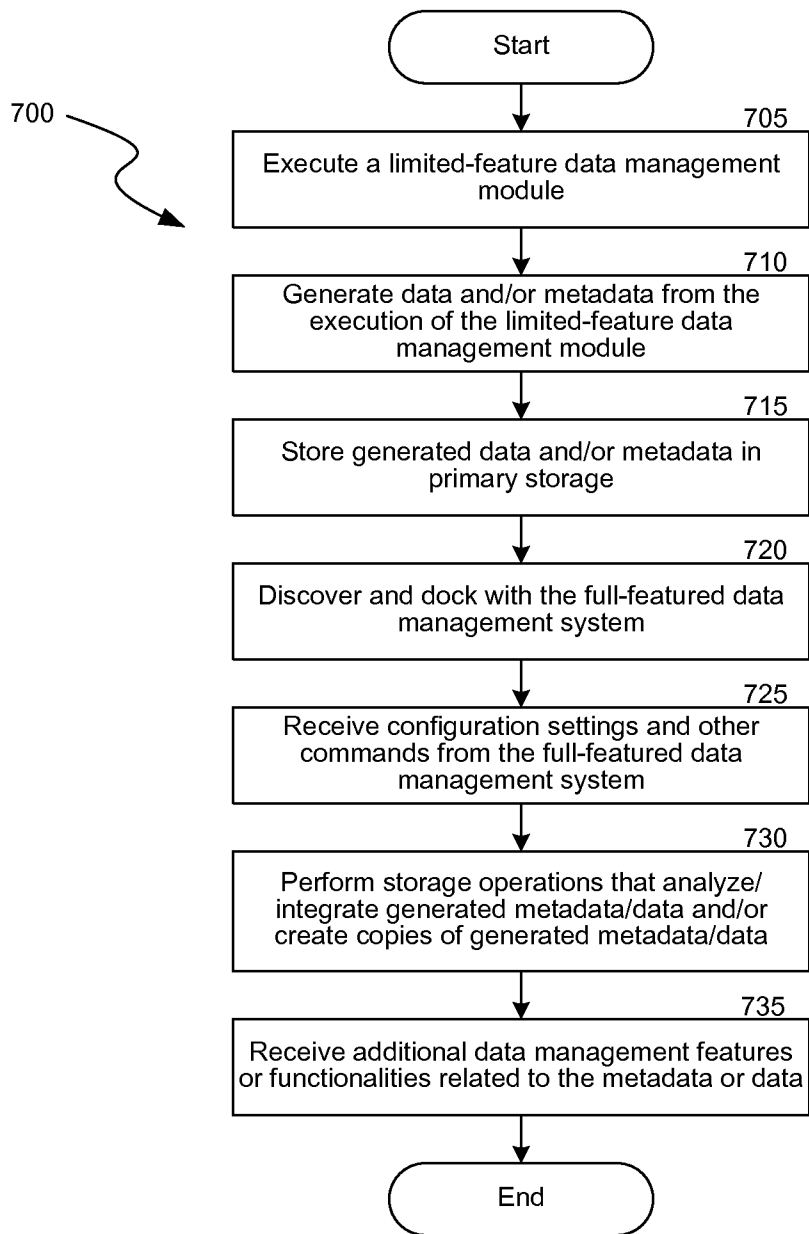 Start
700
705
Execute a limited-feature data management
module
710
Generate data and/or metadata from the
execution of the limited-feature data
management module
715
Store generated data and/or metadata in
primary storage
720
Discover and dock with the full-featured data
management system
725
Receive configuration settings and other
commands from the full-featured data
management system
730
Perform storage operations that analyze/
integrate generated metadata/data and/or
create copies of generated metadata/data
735
Receive additional data management features
or functionalities related to the metadata or data
End